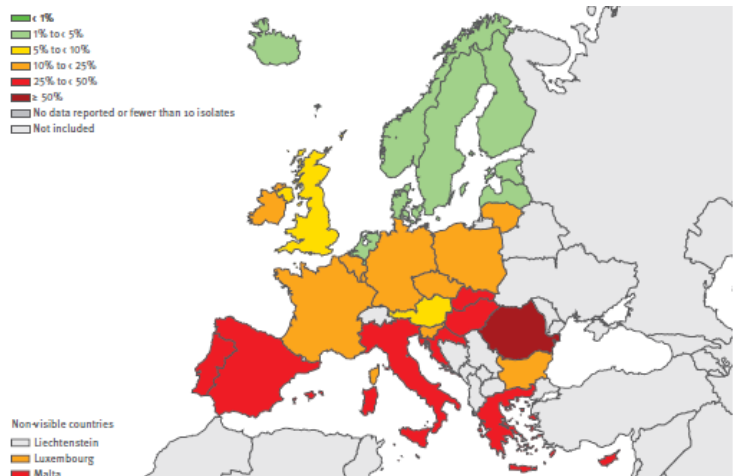 < 1%
1% to < 5%
5% to < 10%
10% to < 25%
25% to < 50%
≥ 50%
No data reported or fewer than 10 isolates
Not included
Non-visible countries
Liechtenstein
Luxembourg
Malta